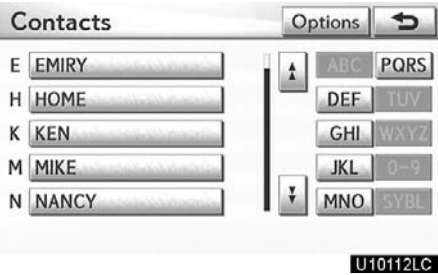 Contacts Options
E EMIRY ABC PQRS
H HOME DEF TUV
K KEN GHI WXYZ
M MIKE JKL 0-9
N NANCY MNO SYBL
U10112LC